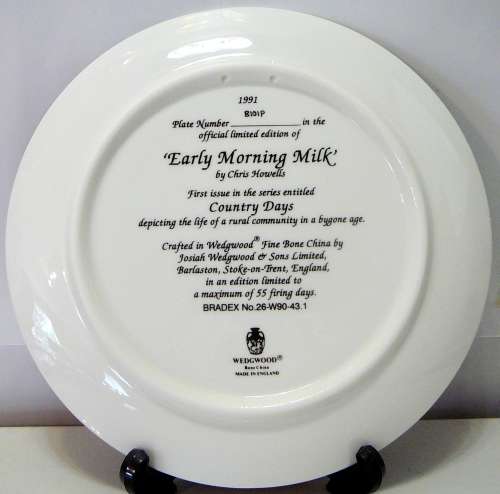 1991
8101P
Plate Number ____________ in the
official limited edition of
'Early Morning Milk'
by Chris Howells
First issue in the series entitled
Country Days
depicting the life of a rural community in a bygone age.
Crafted in Wedgwood® Fine Bone China by
Josiah Wedgwood & Sons Limited,
Barlaston, Stoke-on-Trent, England,
in an edition limited to
a maximum of 55 firing days.
BRADEX No.26-W90-43.1
WEDGWOOD®
Bone China
MADE IN ENGLAND